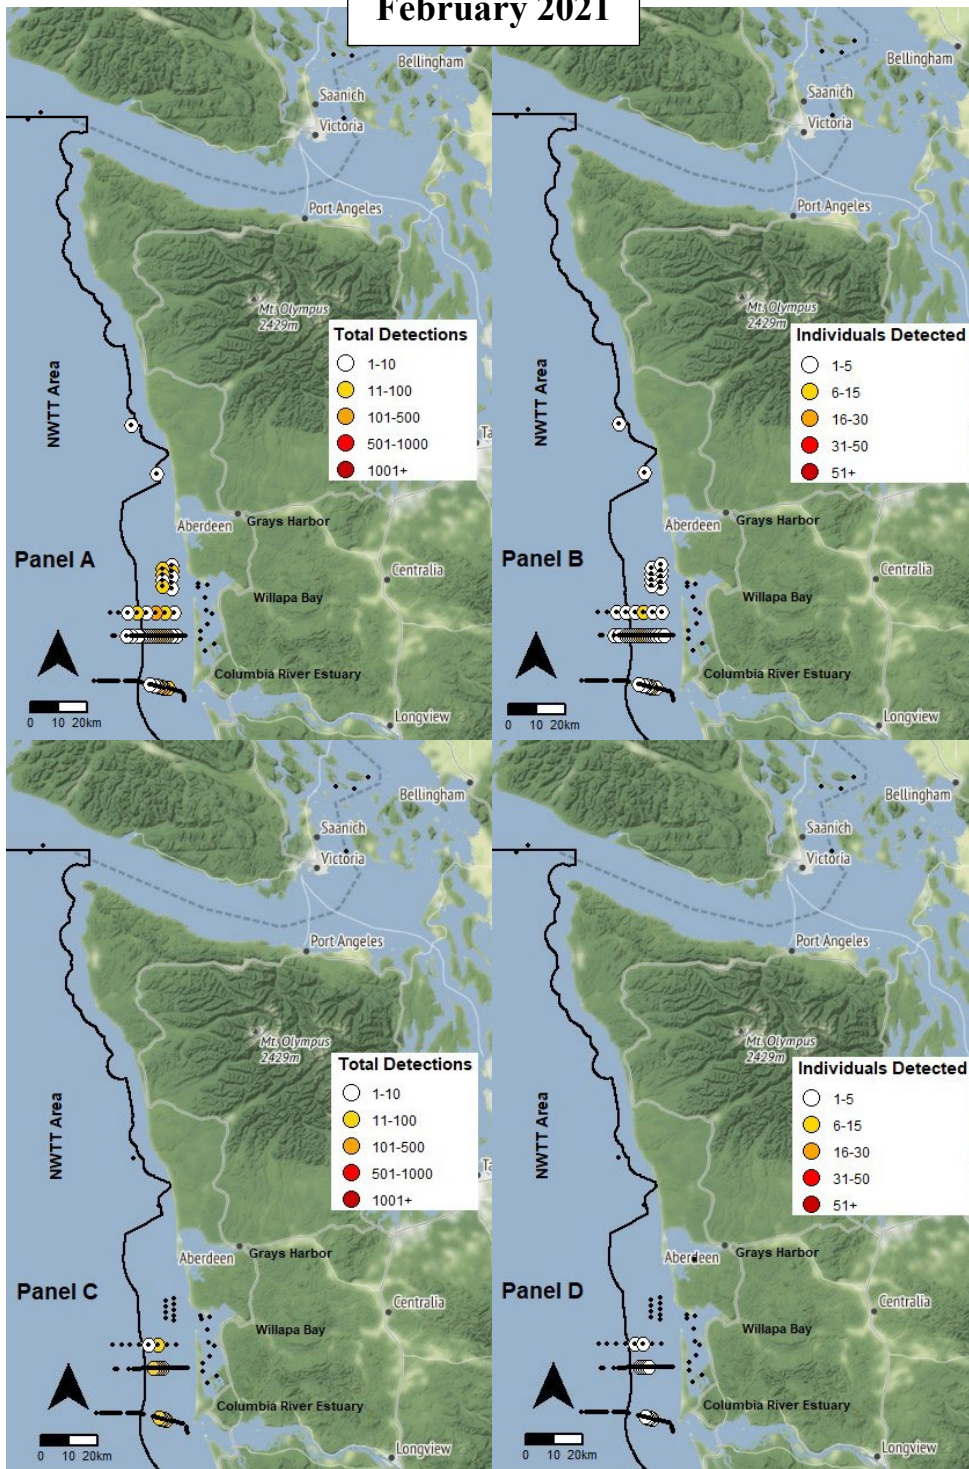 February 2021
Bellingham
Saanich
Victoria
Port Angeles
Mt. Olympus
2429m
Total Detections
1-10
11-100
101-500
501-1000
1001+
NWTT Area
Ta
Aberdeen
Grays Harbor
Panel A
Centralia
Willapa Bay
Columbia River Estuary
0 10 20km
Longview
Bellingham
Saanich
Victoria
Port Angeles
Mt. Olympus
2429m
Individuals Detected
1-5
6-15
16-30
31-50
51+
NWTT Area
Aberdeen
Grays Harbor
Panel B
Centralia
Willapa Bay
Columbia River Estuary
0 10 20km
Longview
Bellingham
Saanich
Victoria
Port Angeles
Mt. Olympus
2429m
Total Detections
1-10
11-100
101-500
501-1000
1001+
NWTT Area
Ta
Aberdeen
Grays Harbor
Panel C
Centralia
Willapa Bay
Columbia River Estuary
0 10 20km
Longview
Bellingham
Saanich
Victoria
Port Angeles
Mt. Olympus
2429m
Individuals Detected
1-5
6-15
16-30
31-50
51+
NWTT Area
Aberdeen
Grays Harbor
Panel D
Centralia
Willapa Bay
Columbia River Estuary
0 10 20km
Longview